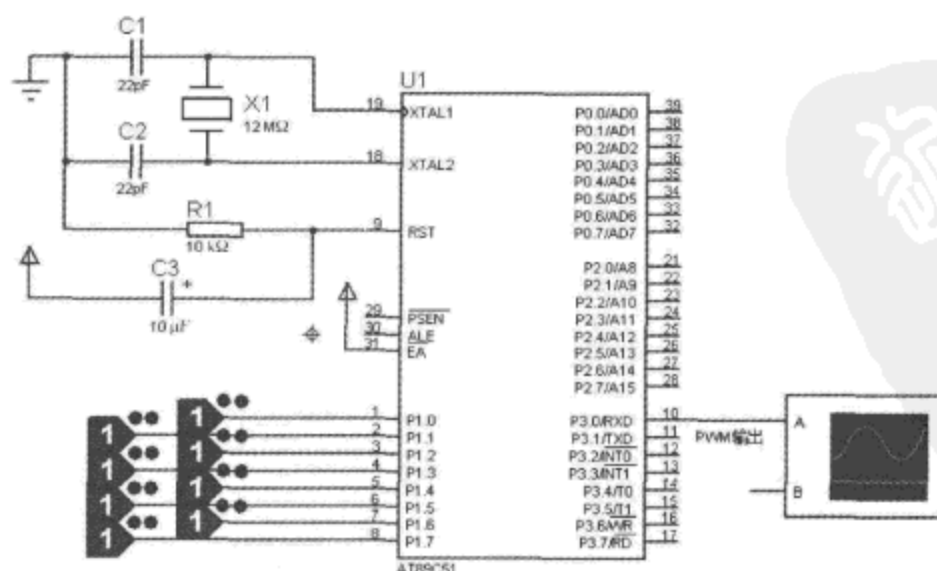 C1
22pF
X1
12MΩ
C2
22pF
R1
10 kΩ
C3
+
10 μF
U1
19 XTAL1
18 XTAL2
9 RST
29 PSEN
30 ALE
31 EA
1 P1.0
2 P1.1
3 P1.2
4 P1.3
5 P1.4
6 P1.5
7 P1.6
8 P1.7
1 1
1 1
1 1
1 1
P0.0/AD0 39
P0.1/AD1 38
P0.2/AD2 37
P0.3/AD3 36
P0.4/AD4 35
P0.5/AD5 34
P0.6/AD6 33
P0.7/AD7 32
P2.0/A8 21
P2.1/A9 22
P2.2/A10 23
P2.3/A11 24
P2.4/A12 25
P2.5/A13 26
P2.6/A14 27
P2.7/A15 28
P3.0/RXD 10
P3.1/TXD 11
P3.2/INT0 12
P3.3/INT1 13
P3.4/T0 14
P3.5/T1 15
P3.6/WR 16
P3.7/RD 17
AT89C51
PWM输出
A
B